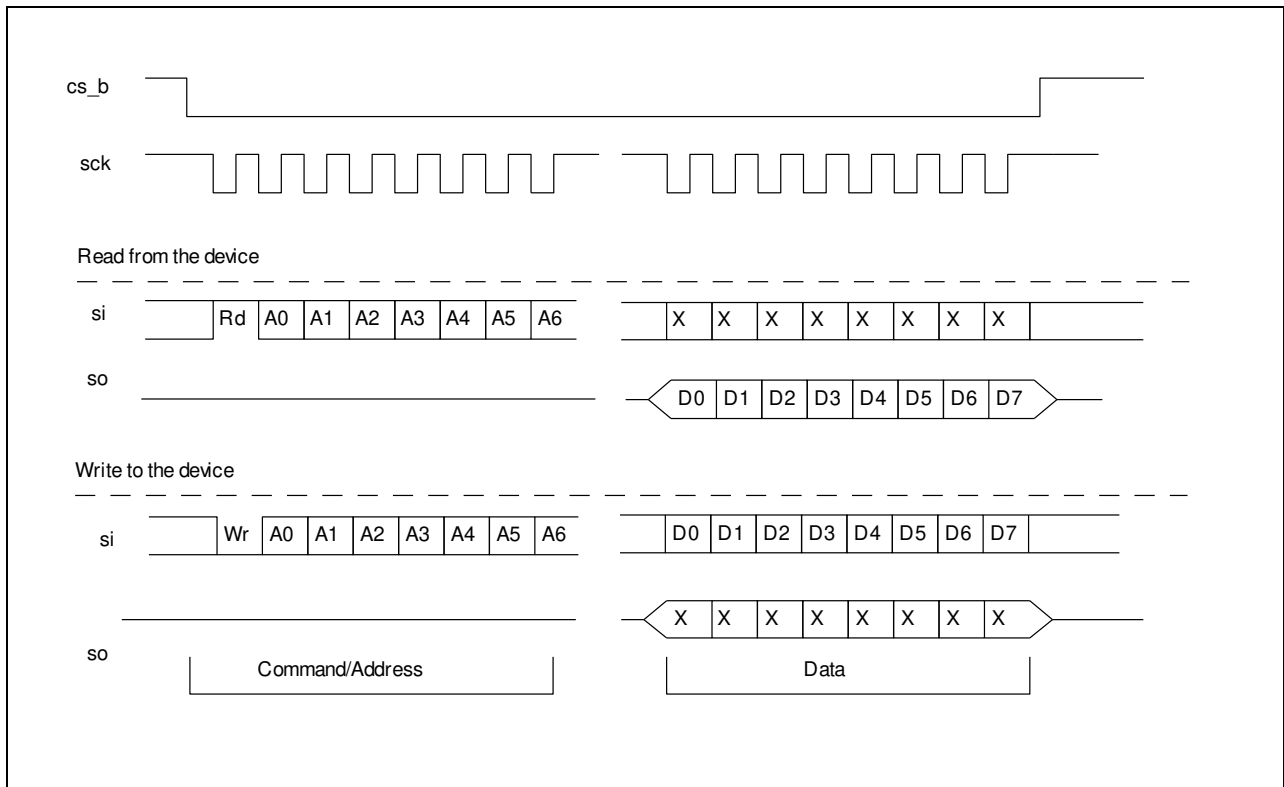 cs_b
sck
Read from the device
si Rd A0 A1 A2 A3 A4 A5 A6 X X X X X X X X
so D0 D1 D2 D3 D4 D5 D6 D7
Write to the device
si Wr A0 A1 A2 A3 A4 A5 A6 D0 D1 D2 D3 D4 D5 D6 D7
so X X X X X X X X
Command/Address Data